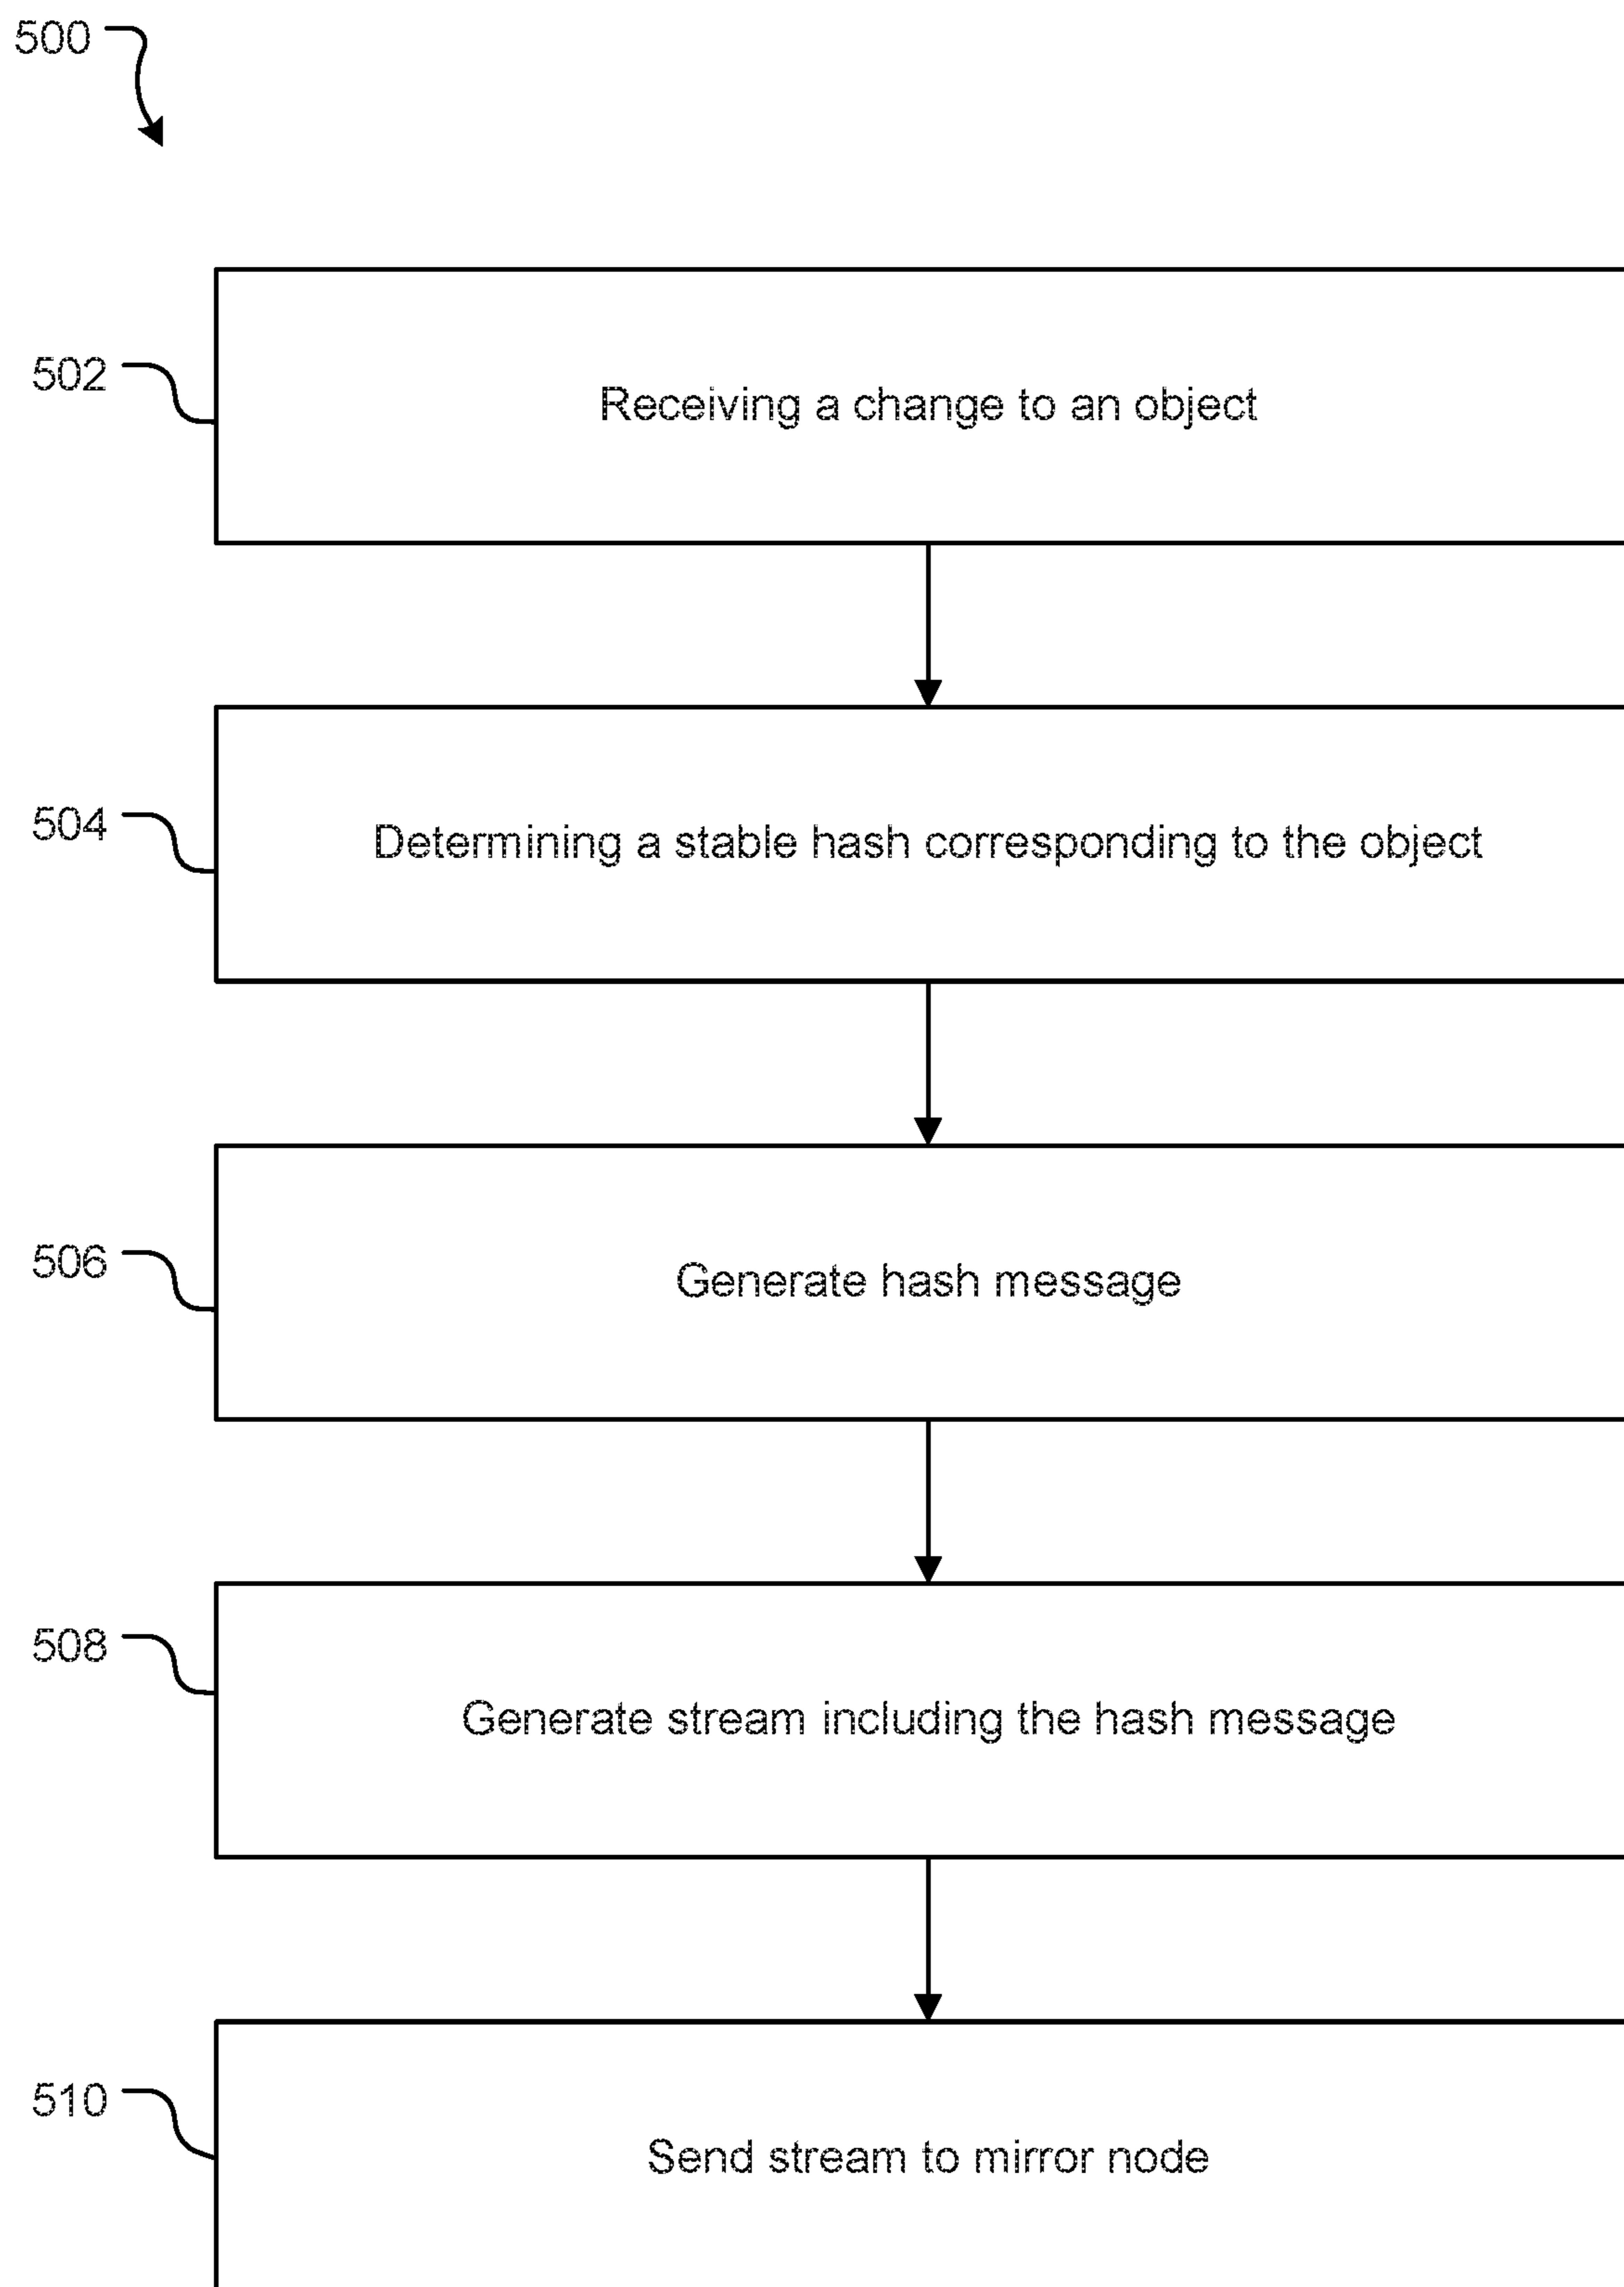 500
502
Receiving a change to an object
504
Determining a stable hash corresponding to the object
506
Generate hash message
508
Generate stream including the hash message
510
Send stream to mirror node